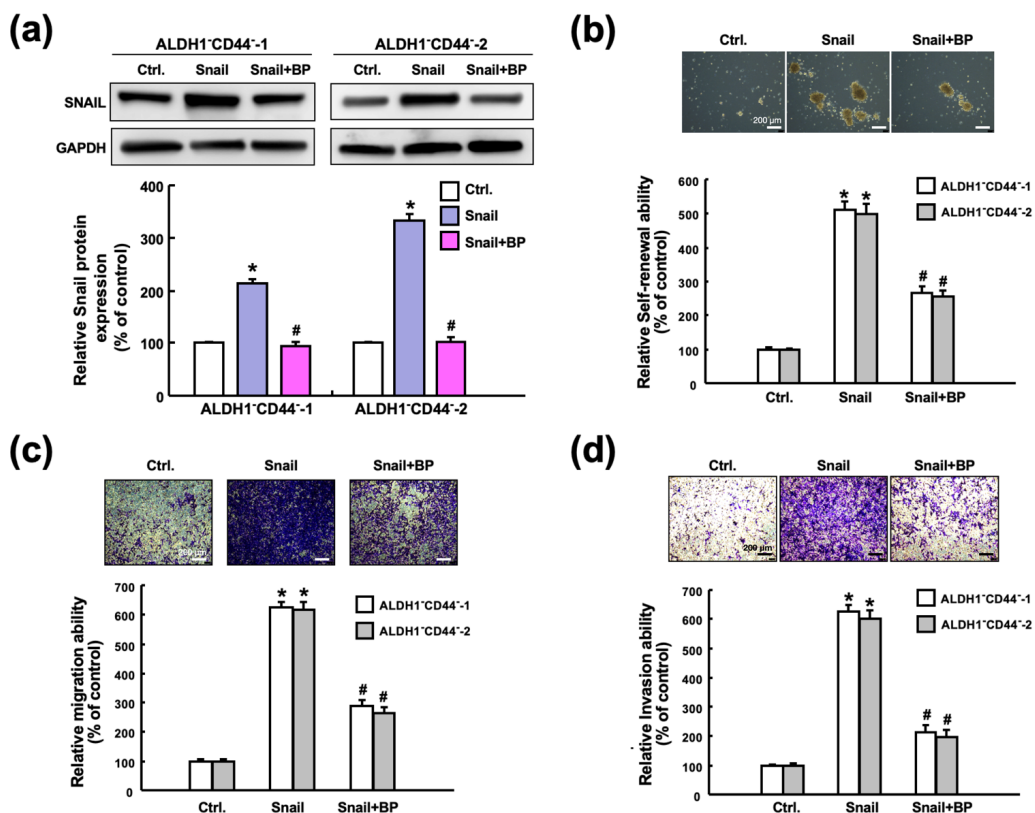 (a)
ALDH1⁻CD44⁻-1 ALDH1⁻CD44⁻-2
Ctrl. Snail Snail+BP Ctrl. Snail Snail+BP
SNAIL
GAPDH
Relative Snail protein
expression
(% of control)
400
300
200
100
0
* # * #
Ctrl.
Snail
Snail+BP
ALDH1⁻CD44⁻-1 ALDH1⁻CD44⁻-2
(b)
Ctrl. Snail Snail+BP
200 µm
Relative Self-renewal ability
(% of control)
600
500
400
300
200
100
0
* * # #
ALDH1⁻CD44⁻-1
ALDH1⁻CD44⁻-2
Ctrl. Snail Snail+BP
(c)
Ctrl. Snail Snail+BP
200 µm
Relative migration ability
(% of control)
700
600
500
400
300
200
100
0
* * # #
ALDH1⁻CD44⁻-1
ALDH1⁻CD44⁻-2
Ctrl. Snail Snail+BP
(d)
Ctrl. Snail Snail+BP
200 µm
Relative Invasion ability
(% of control)
700
600
500
400
300
200
100
0
* * # #
ALDH1⁻CD44⁻-1
ALDH1⁻CD44⁻-2
Ctrl. Snail Snail+BP